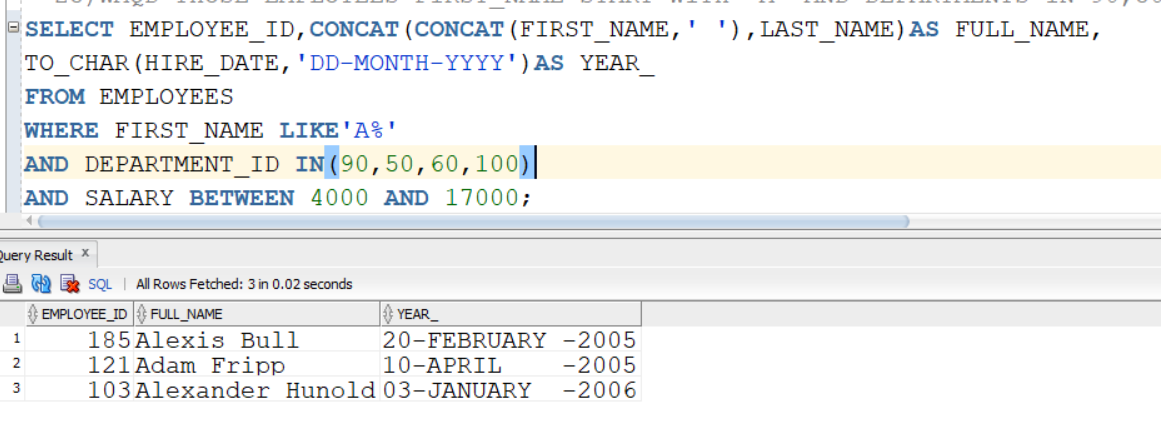 SELECT EMPLOYEE_ID,CONCAT(CONCAT(FIRST_NAME,' '),LAST_NAME)AS FULL_NAME,
TO_CHAR(HIRE_DATE,'DD-MONTH-YYYY')AS YEAR_
FROM EMPLOYEES
WHERE FIRST_NAME LIKE'A%'
AND DEPARTMENT_ID IN(90,50,60,100)
AND SALARY BETWEEN 4000 AND 17000;
Query Result x
SQL | All Rows Fetched: 3 in 0.02 seconds
EMPLOYEE_ID FULL_NAME YEAR_
1 185 Alexis Bull 20-FEBRUARY -2005
2 121 Adam Fripp 10-APRIL -2005
3 103 Alexander Hunold 03-JANUARY -2006